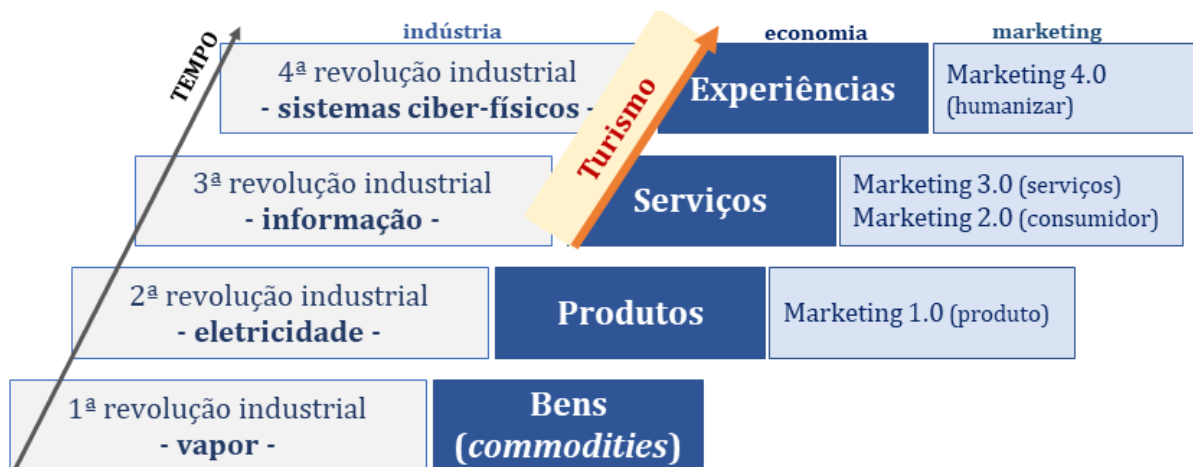 indústria
economia
marketing
TEMPO
4ª revolução industrial
- sistemas ciber-físicos -
Turismo
Experiências
Marketing 4.0
(humanizar)
3ª revolução industrial
- informação -
Serviços
Marketing 3.0 (serviços)
Marketing 2.0 (consumidor)
2ª revolução industrial
- eletricidade -
Produtos
Marketing 1.0 (produto)
1ª revolução industrial
- vapor -
Bens
(commodities)